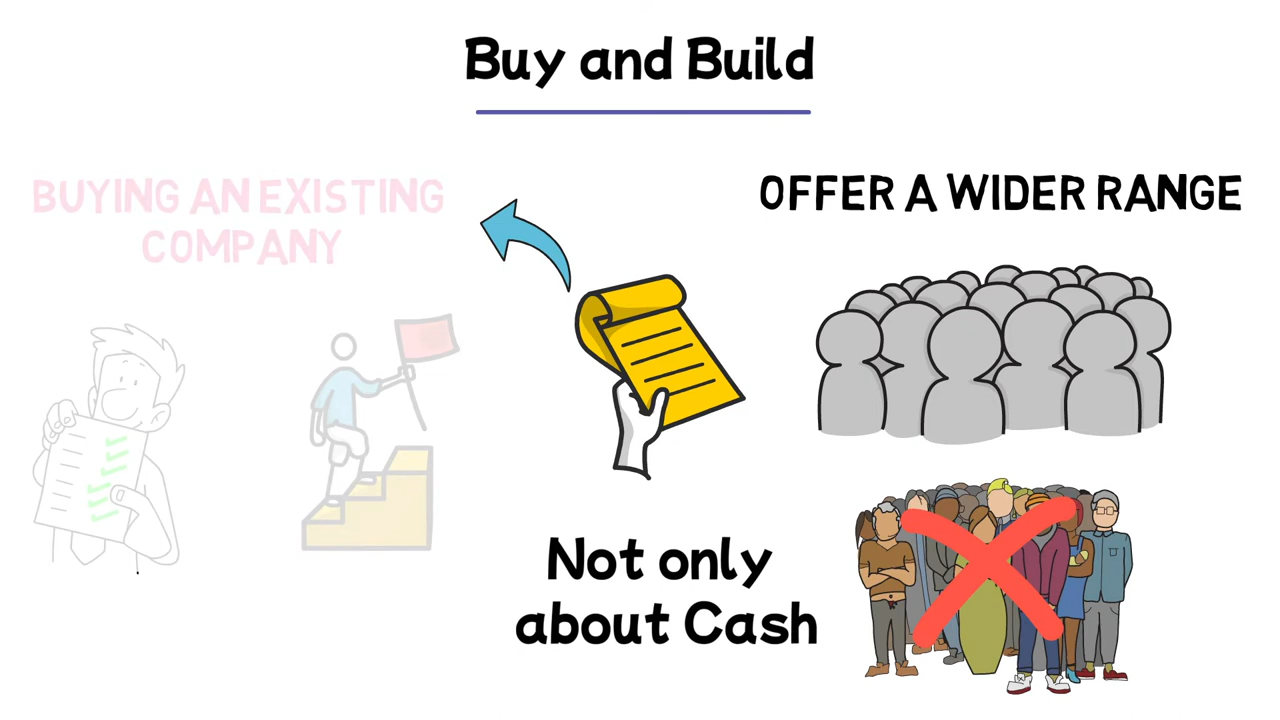 Buy and Build
BUYING AN EXISTING
COMPANY
OFFER A WIDER RANGE
Not only
about Cash